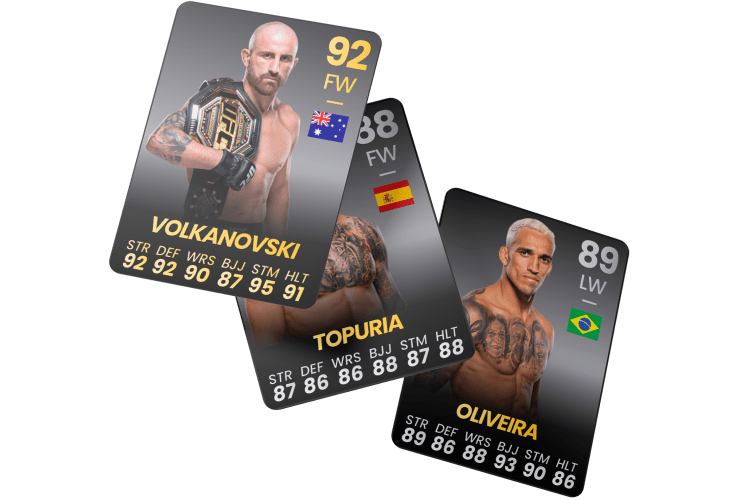 92
FW
UFC
VOLKANOVSKI
STR DEF WRS BJJ STM HLT
92 92 90 87 95 91
88
FW
TOPURIA
STR DEF WRS BJJ STM HLT
87 86 86 88 87 88
89
LW
OLIVEIRA
STR DEF WRS BJJ STM HLT
89 86 88 93 90 86